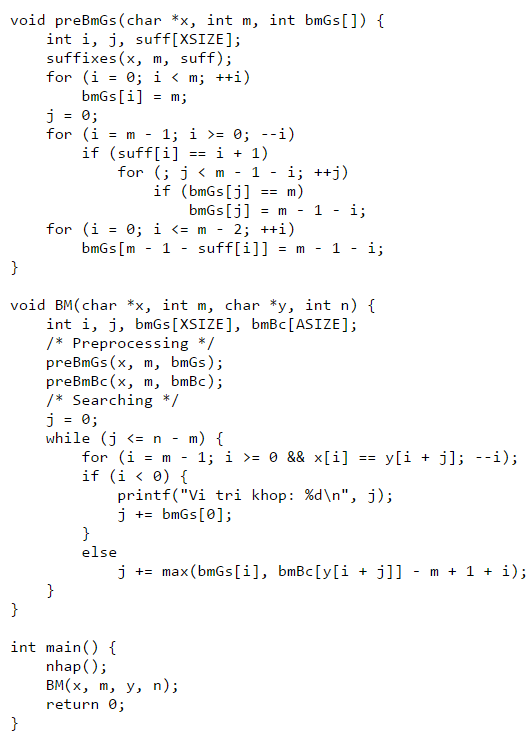 void preBmGs(char *x, int m, int bmGs[]) {
    int i, j, suff[XSIZE];
    suffixes(x, m, suff);
    for (i = 0; i < m; ++i)
        bmGs[i] = m;
    j = 0;
    for (i = m - 1; i >= 0; --i)
        if (suff[i] == i + 1)
            for (; j < m - 1 - i; ++j)
                if (bmGs[j] == m)
                    bmGs[j] = m - 1 - i;
    for (i = 0; i <= m - 2; ++i)
        bmGs[m - 1 - suff[i]] = m - 1 - i;
}

void BM(char *x, int m, char *y, int n) {
    int i, j, bmGs[XSIZE], bmBc[ASIZE];
    /* Preprocessing */
    preBmGs(x, m, bmGs);
    preBmBc(x, m, bmBc);
    /* Searching */
    j = 0;
    while (j <= n - m) {
        for (i = m - 1; i >= 0 && x[i] == y[i + j]; --i);
        if (i < 0) {
            printf("Vi tri khop: %d\n", j);
            j += bmGs[0];
        }
        else
            j += max(bmGs[i], bmBc[y[i + j]] - m + 1 + i);
    }
}

int main() {
    nhap();
    BM(x, m, y, n);
    return 0;
}